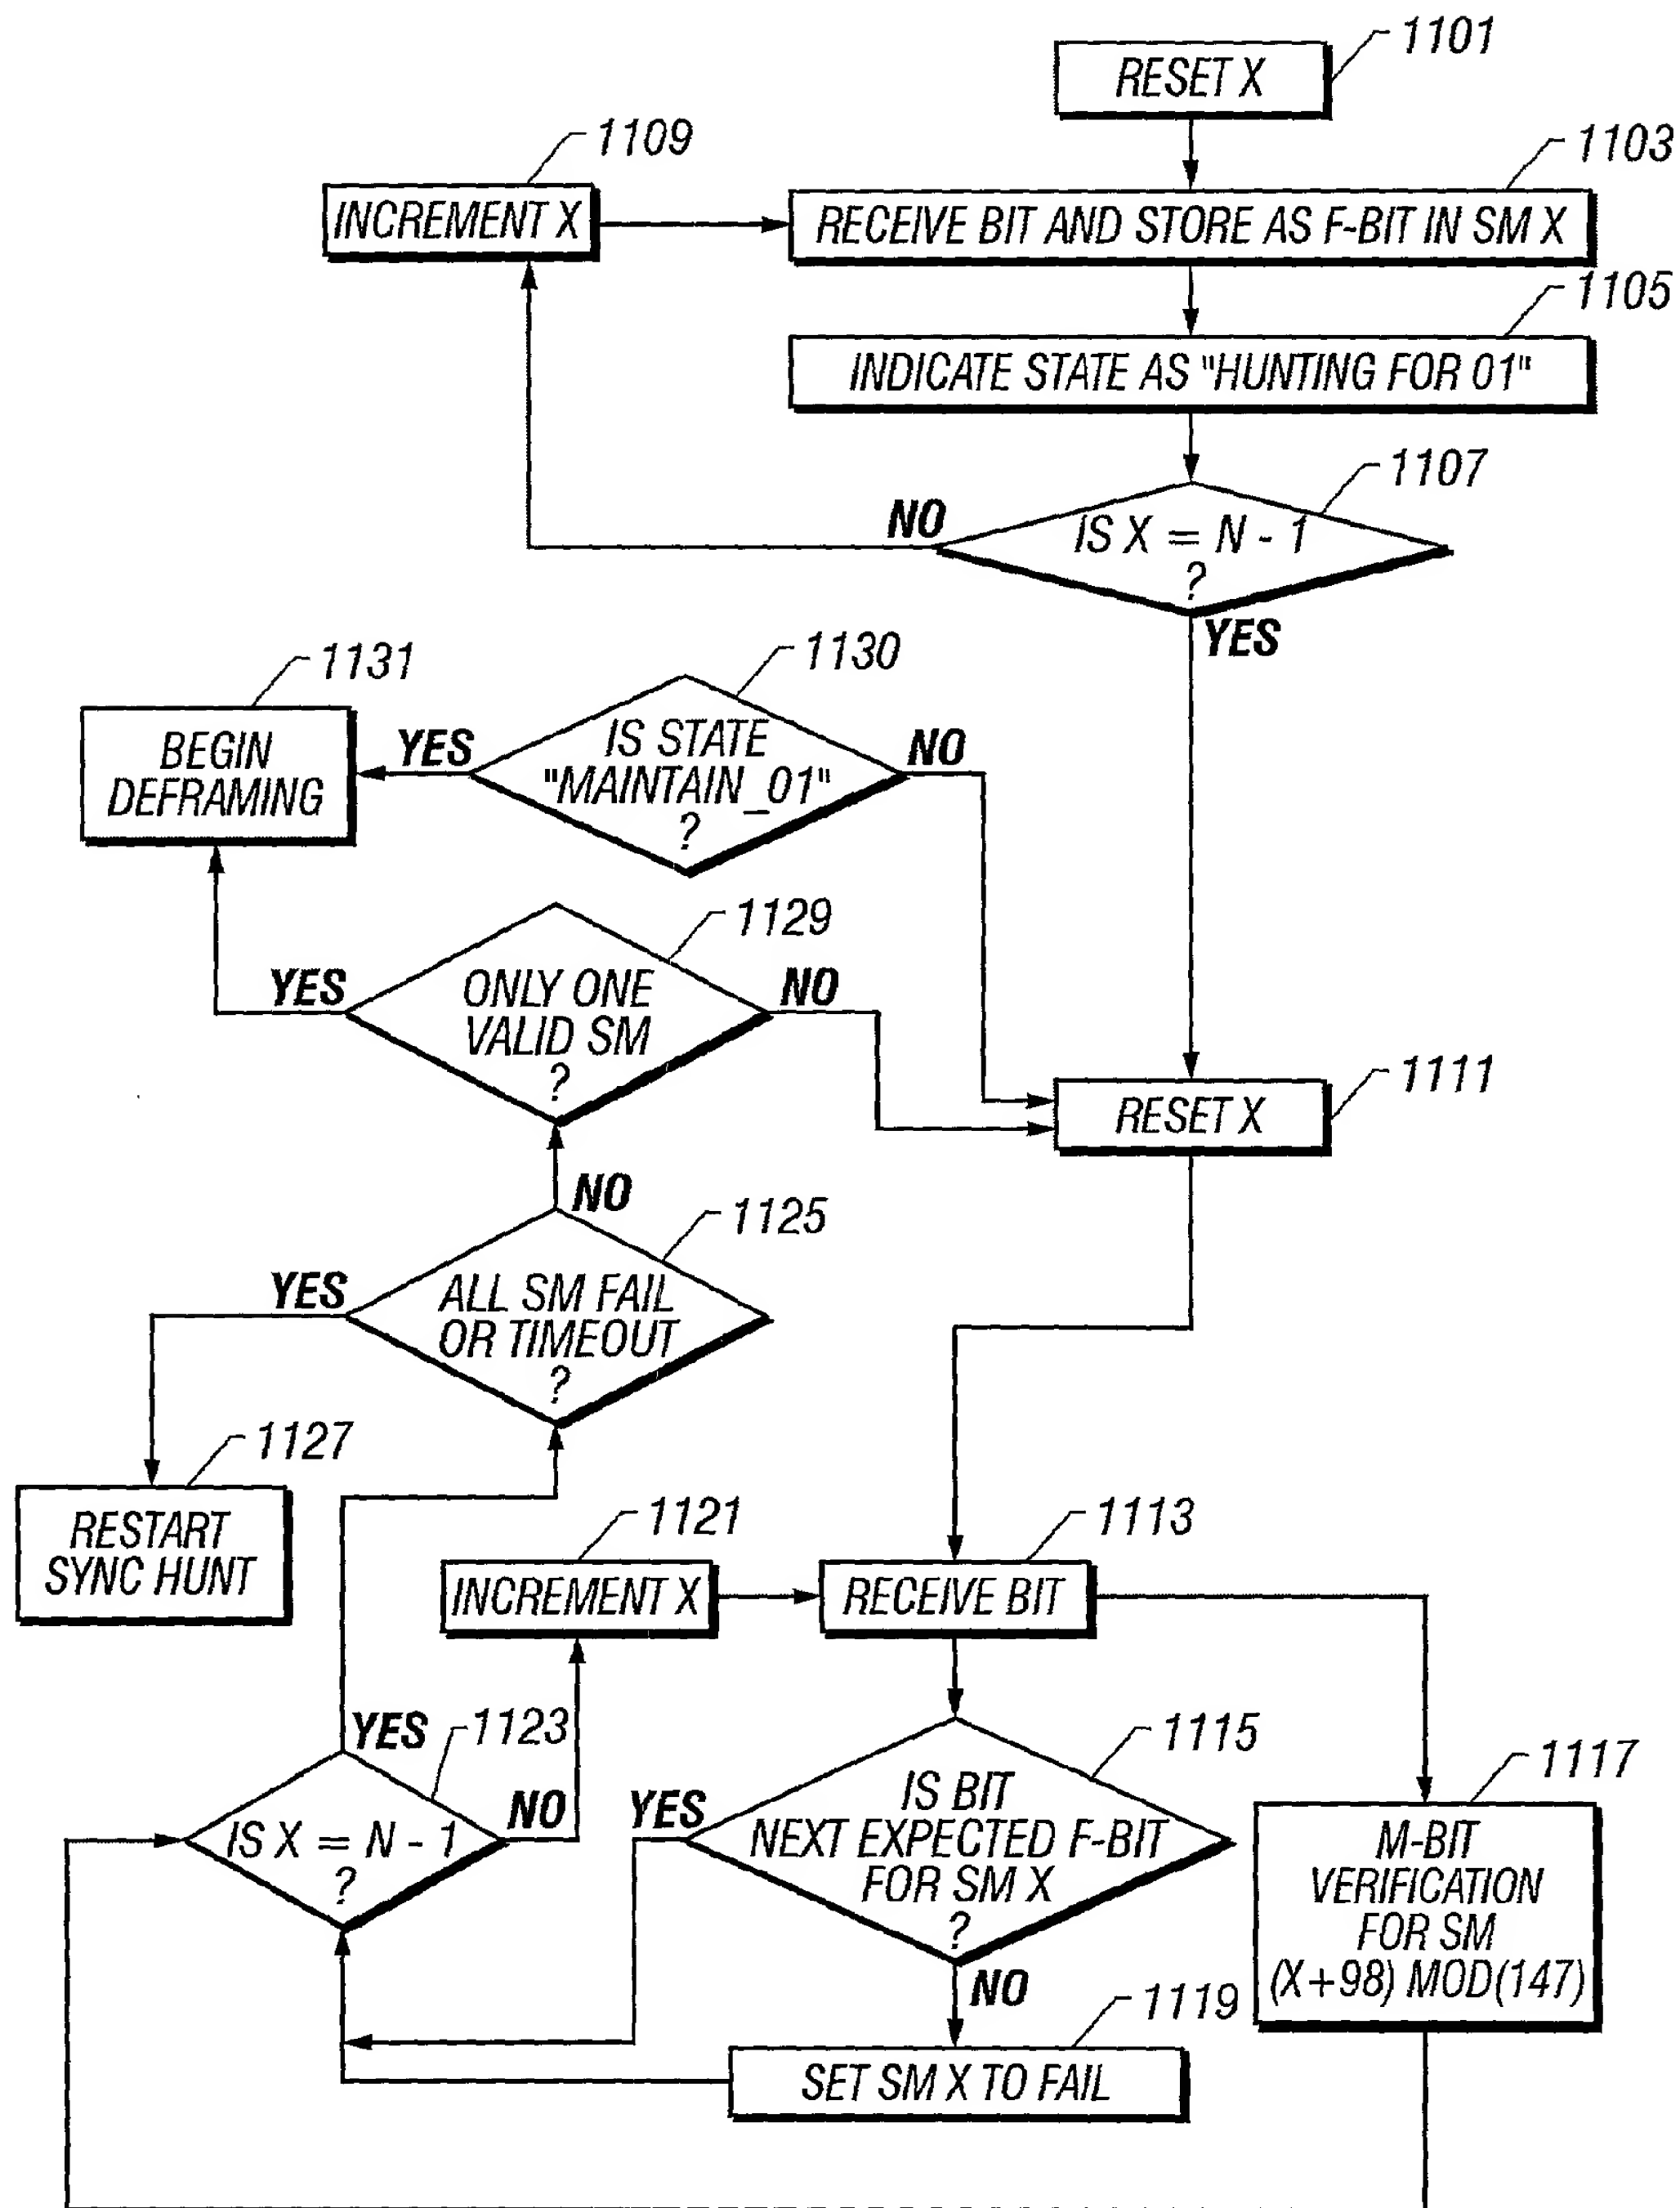 1101
RESET X
1109
1103
INCREMENT X
RECEIVE BIT AND STORE AS F-BIT IN SM X
1105
INDICATE STATE AS "HUNTING FOR 01"
1107
NO
IS X = N - 1
?
YES
1131
1130
BEGIN
DEFRAMING
YES
IS STATE
"MAINTAIN_01"
?
NO
1129
YES
ONLY ONE
VALID SM
?
NO
1111
RESET X
NO
1125
YES
ALL SM FAIL
OR TIMEOUT
?
1127
RESTART
SYNC HUNT
1121
1113
INCREMENT X
RECEIVE BIT
YES
1123
1115
1117
IS X = N - 1
?
NO
YES
IS BIT
NEXT EXPECTED F-BIT
FOR SM X
?
M-BIT
VERIFICATION
FOR SM
(X+98) MOD(147)
NO
1119
SET SM X TO FAIL